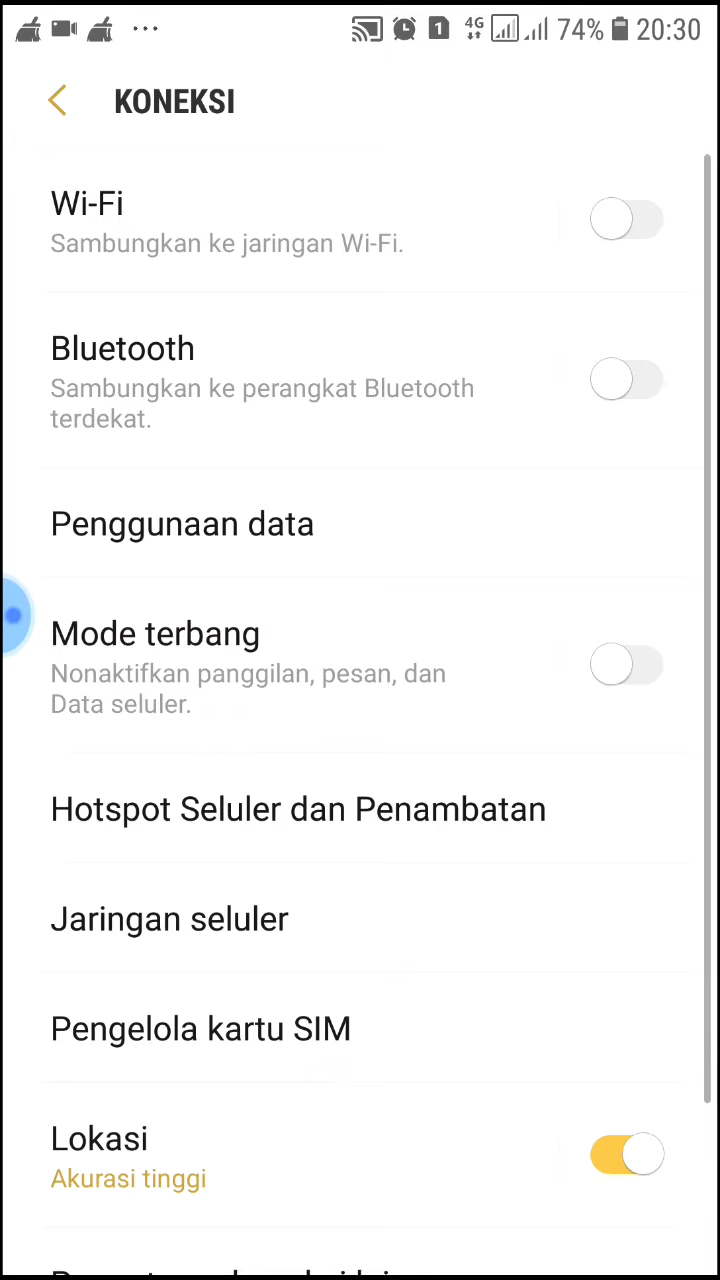 1 4G 74% 20:30
KONEKSI
Wi-Fi
Sambungkan ke jaringan Wi-Fi.
Bluetooth
Sambungkan ke perangkat Bluetooth
terdekat.
Penggunaan data
Mode terbang
Nonaktifkan panggilan, pesan, dan
Data seluler.
Hotspot Seluler dan Penambatan
Jaringan seluler
Pengelola kartu SIM
Lokasi
Akurasi tinggi